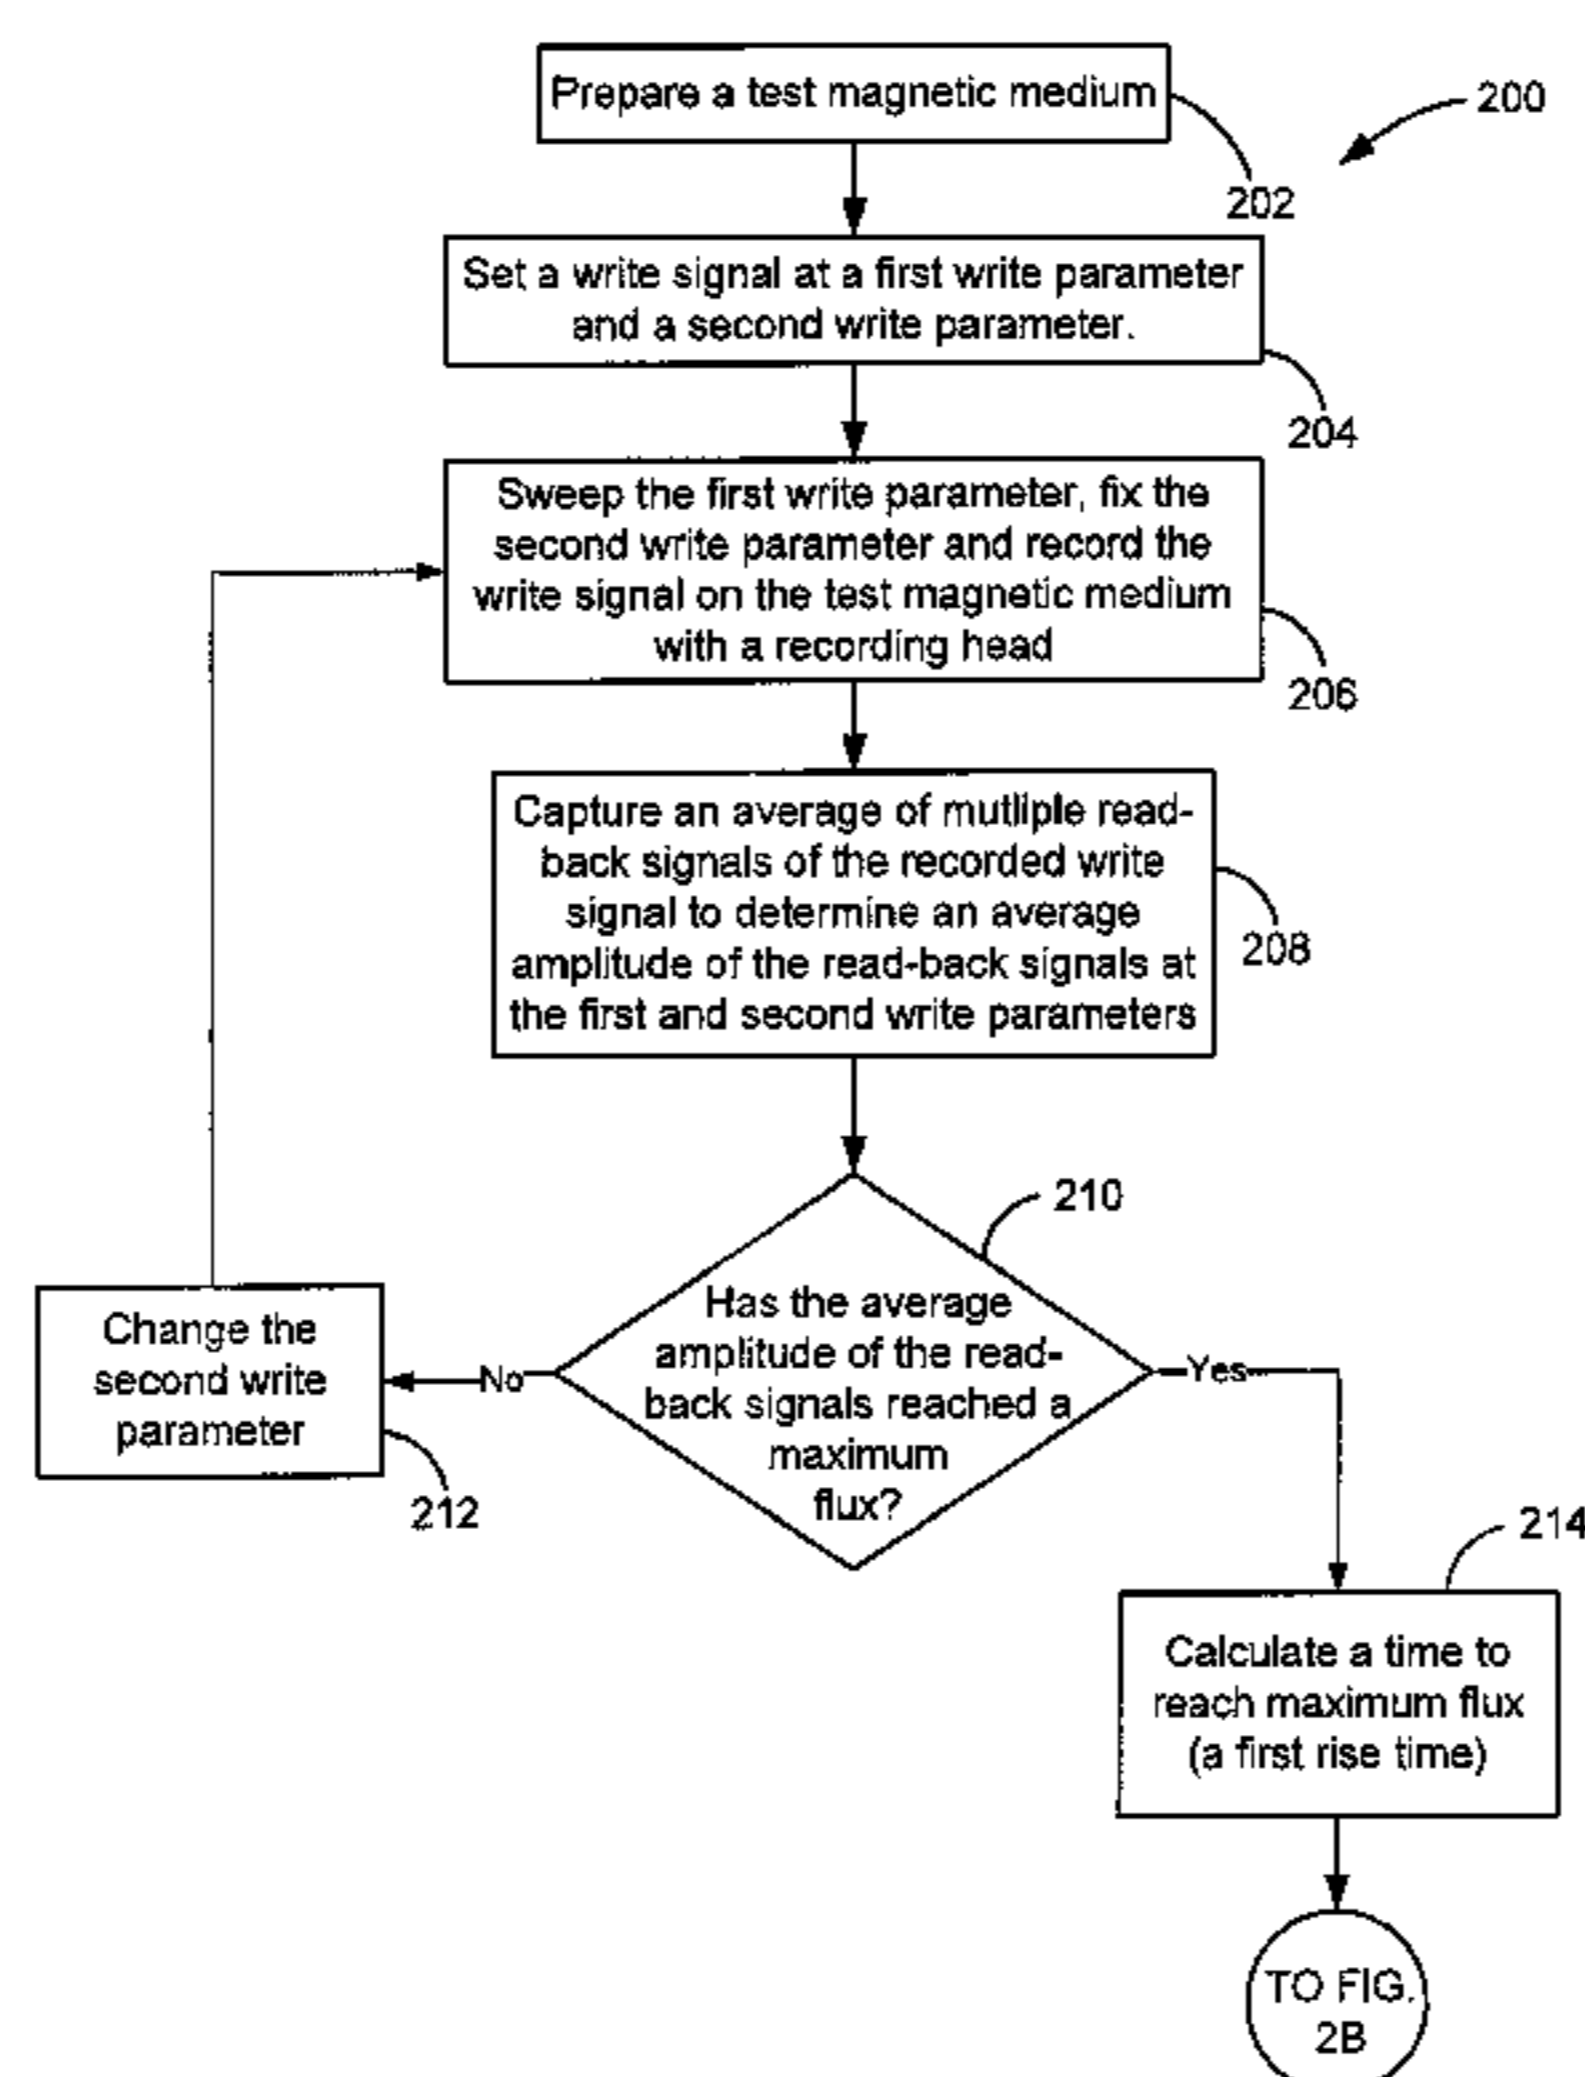 Prepare a test magnetic medium
200
202
Set a write signal at a first write parameter
and a second write parameter.
204
Sweep the first write parameter, fix the
second write parameter and record the
write signal on the test magnetic medium
with a recording head
206
Capture an average of mutliple read-
back signals of the recorded write
signal to determine an average
amplitude of the read-back signals at
the first and second write parameters
208
210
Has the average
amplitude of the read-
back signals reached a
maximum
flux?
No
Yes
Change the
second write
parameter
212
214
Calculate a time to
reach maximum flux
(a first rise time)
TO FIG.
2B